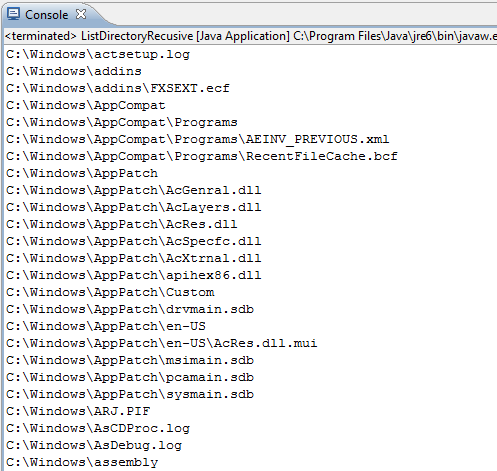 Console
<terminated> ListDirectoryRecusive [Java Application] C:\Program Files\Java\jre6\bin\javaw.e
C:\Windows\actsetup.log
C:\Windows\addins
C:\Windows\addins\FXSEXT.ecf
C:\Windows\AppCompat
C:\Windows\AppCompat\Programs
C:\Windows\AppCompat\Programs\AEINV_PREVIOUS.xml
C:\Windows\AppCompat\Programs\RecentFileCache.bcf
C:\Windows\AppPatch
C:\Windows\AppPatch\AcGenral.dll
C:\Windows\AppPatch\AcLayers.dll
C:\Windows\AppPatch\AcRes.dll
C:\Windows\AppPatch\AcSpecfc.dll
C:\Windows\AppPatch\AcXtrnal.dll
C:\Windows\AppPatch\apihex86.dll
C:\Windows\AppPatch\Custom
C:\Windows\AppPatch\drvmain.sdb
C:\Windows\AppPatch\en-US
C:\Windows\AppPatch\en-US\AcRes.dll.mui
C:\Windows\AppPatch\msimain.sdb
C:\Windows\AppPatch\pcamain.sdb
C:\Windows\AppPatch\sysmain.sdb
C:\Windows\ARJ.PIF
C:\Windows\AsCDProc.log
C:\Windows\AsDebug.log
C:\Windows\assembly